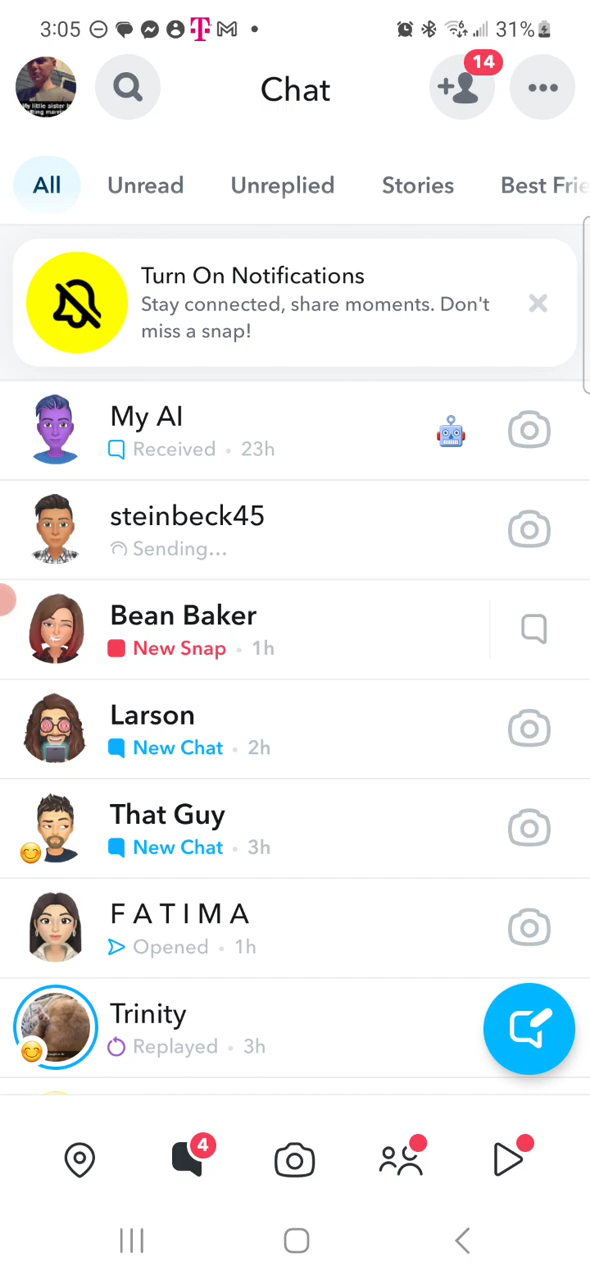 3:05
31%
14
Chat
All Unread Unreplied Stories Best Frie
Turn On Notifications
Stay connected, share moments. Don't
miss a snap!
My AI
Received • 23h
steinbeck45
Sending...
Bean Baker
New Snap • 1h
Larson
New Chat • 2h
That Guy
New Chat • 3h
F A T I M A
Opened • 1h
Trinity
Replayed • 3h
4